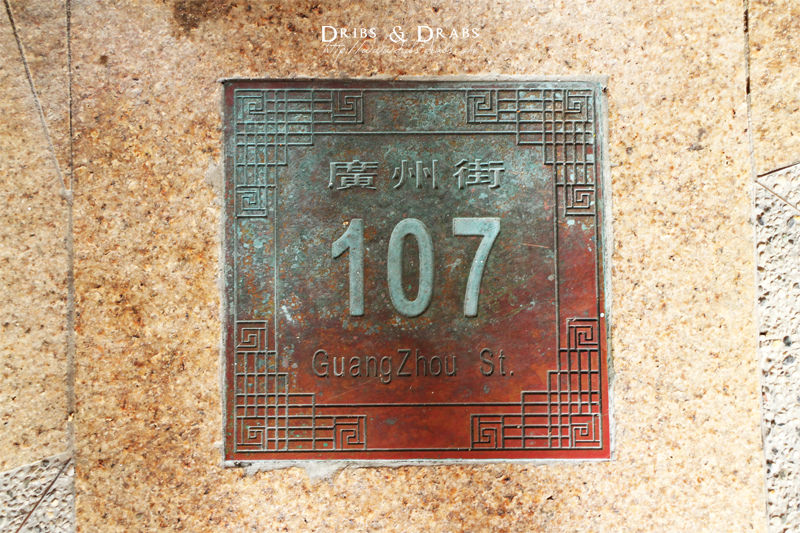 DRIBS & DRABS
廣州街
107
GuangZhou St.